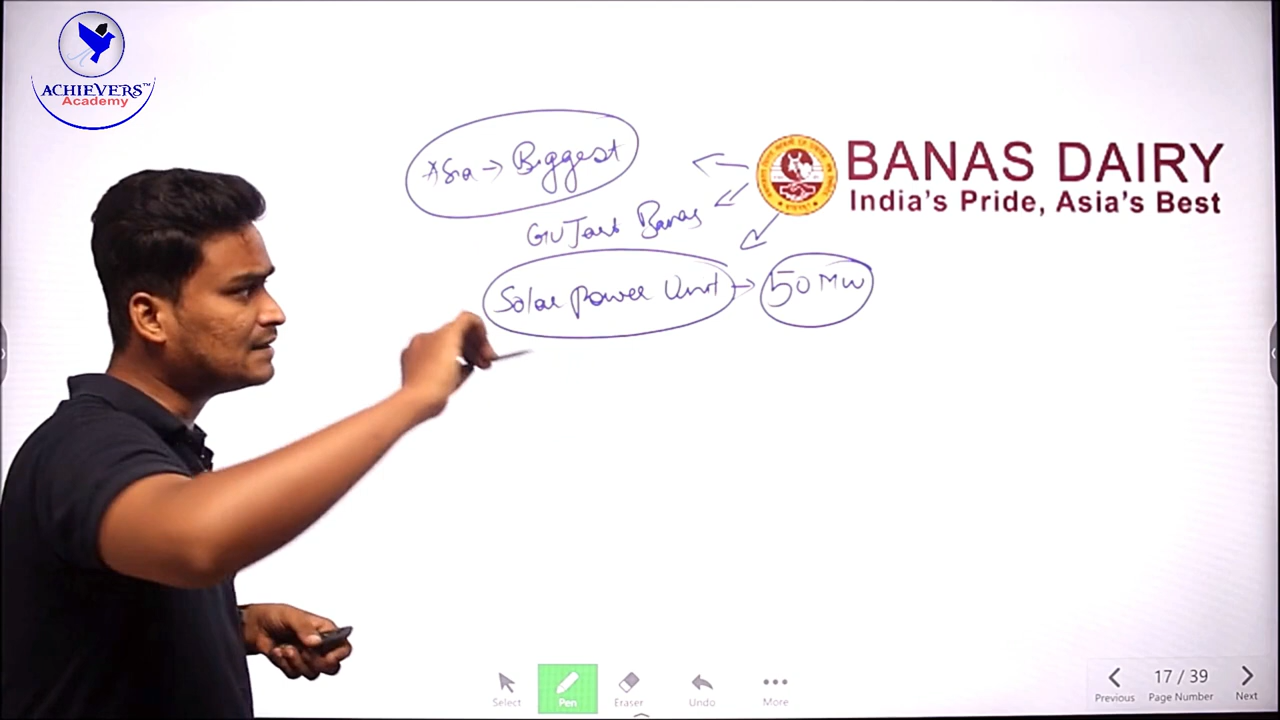 ACHIEVERS™
Academy
Asia → Biggest
BANAS DAIRY
India's Pride, Asia's Best
GUJarat Banas
Solar Power Unit → 50 MW
Select
Pen
Eraser
Undo
More
Previous
17 / 39
Page Number
Next